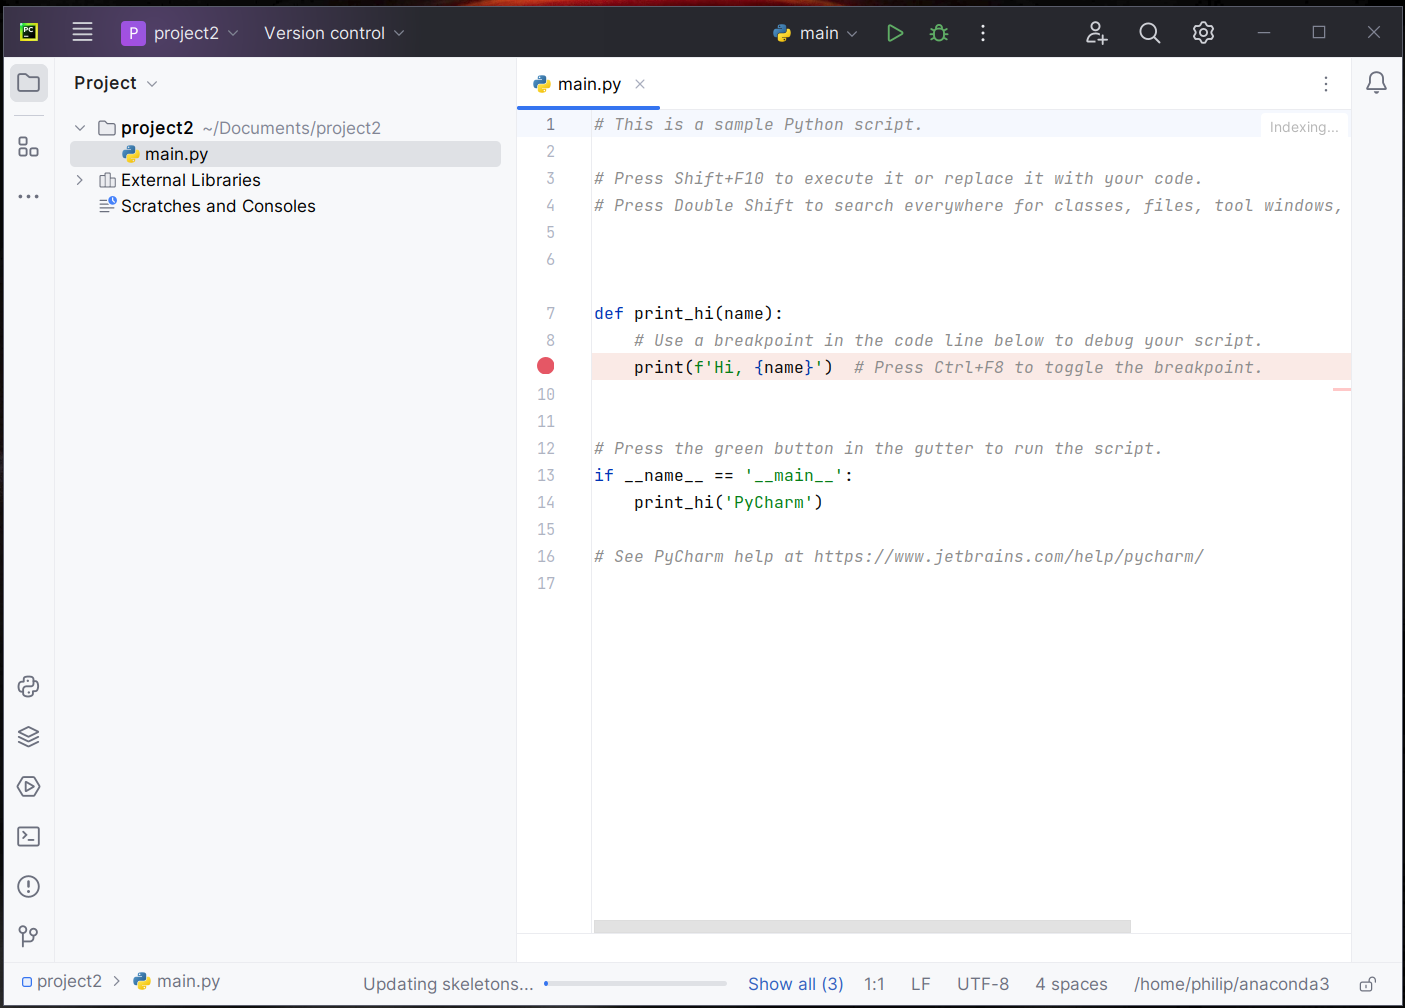 PC
P project2 Version control main
Project
main.py
project2 ~/Documents/project2
main.py
External Libraries
Scratches and Consoles
Indexing...
1 # This is a sample Python script.
2
3 # Press Shift+F10 to execute it or replace it with your code.
4 # Press Double Shift to search everywhere for classes, files, tool windows,
5
6
7 def print_hi(name):
8 # Use a breakpoint in the code line below to debug your script.
print(f'Hi, {name}') # Press Ctrl+F8 to toggle the breakpoint.
10
11
12 # Press the green button in the gutter to run the script.
13 if __name__ == '__main__':
14 print_hi('PyCharm')
15
16 # See PyCharm help at https://www.jetbrains.com/help/pycharm/
17
project2 > main.py Updating skeletons... Show all (3) 1:1 LF UTF-8 4 spaces /home/philip/anaconda3